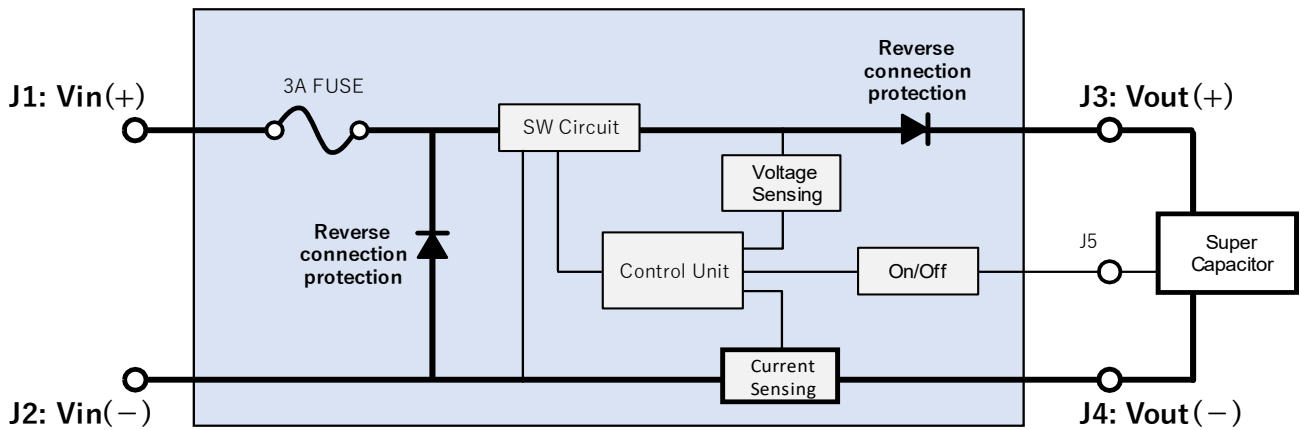 Reverse
connection
protection
J1: Vin(+)
3A FUSE
J3: Vout(+)
SW Circuit
Voltage
Sensing
Reverse
connection
protection
Control Unit
On/Off
J5
Super
Capacitor
Current
Sensing
J2: Vin(−)
J4: Vout(−)